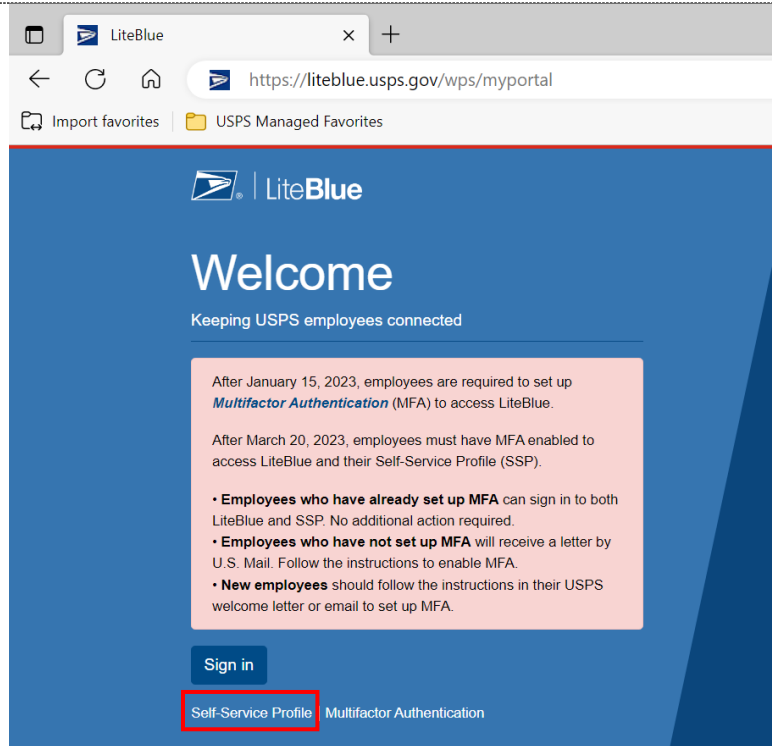 LiteBlue
https://liteblue.usps.gov/wps/myportal
Import favorites USPS Managed Favorites
LiteBlue
Welcome
Keeping USPS employees connected
After January 15, 2023, employees are required to set up
Multifactor Authentication (MFA) to access LiteBlue.
After March 20, 2023, employees must have MFA enabled to
access LiteBlue and their Self-Service Profile (SSP).
• Employees who have already set up MFA can sign in to both
LiteBlue and SSP. No additional action required.
• Employees who have not set up MFA will receive a letter by
U.S. Mail. Follow the instructions to enable MFA.
• New employees should follow the instructions in their USPS
welcome letter or email to set up MFA.
Sign in
Self-Service Profile Multifactor Authentication